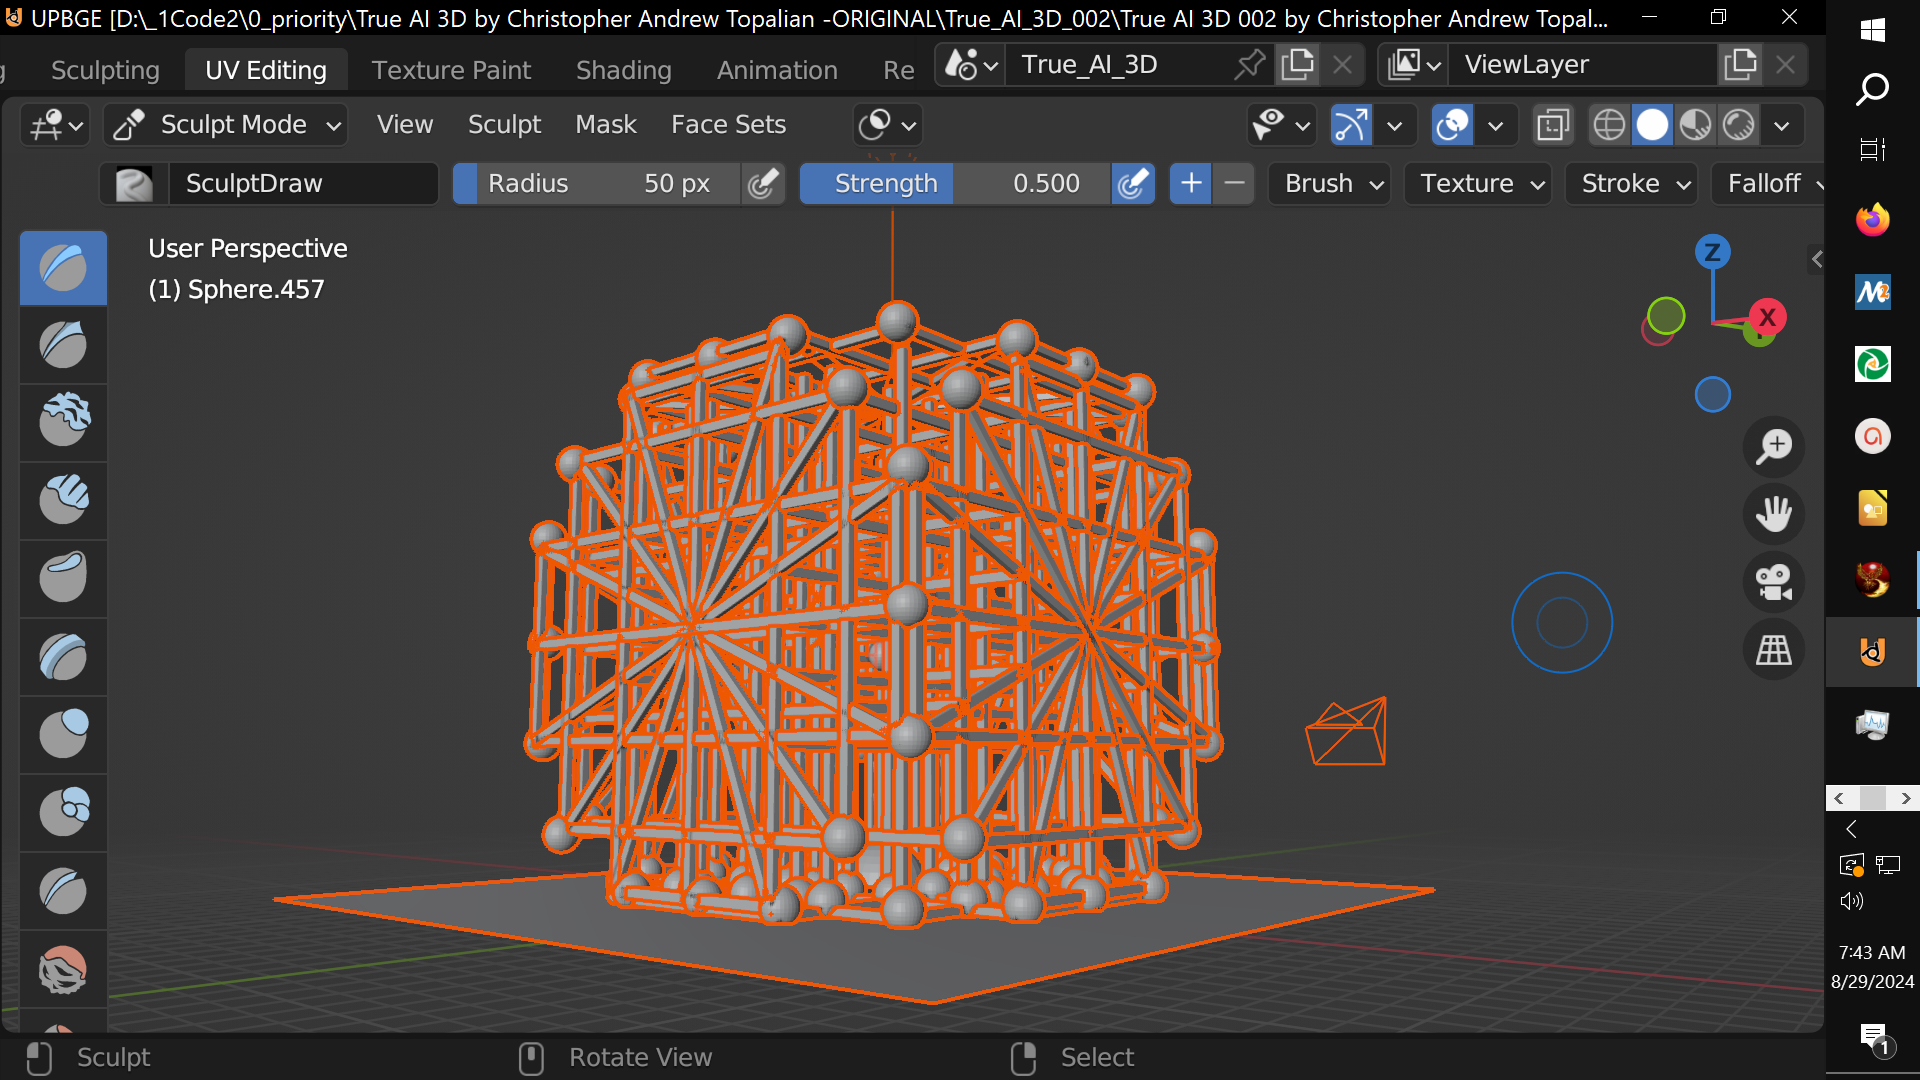 UPBGE [D:\_1Code2\0_priority\True AI 3D by Christopher Andrew Topalian -ORIGINAL\True_AI_3D_002\True AI 3D 002 by Christopher Andrew Topal...
Sculpting UV Editing Texture Paint Shading Animation Re True_AI_3D ViewLayer
Sculpt Mode View Sculpt Mask Face Sets
SculptDraw Radius 50 px Strength 0.500 + − Brush Texture Stroke Falloff
User Perspective
(1) Sphere.457
Z
X
7:43 AM
8/29/2024
1
Sculpt Rotate View Select